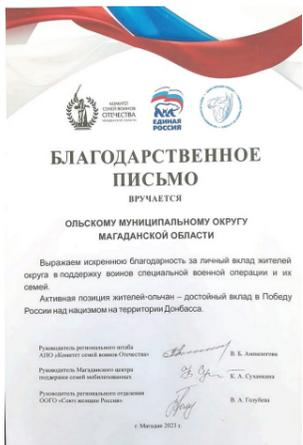 КОМИТЕТ
СЕМЕЙ ВОИНОВ
ОТЕЧЕСТВА
ЕДИНАЯ
РОССИЯ
БЛАГОДАРСТВЕННОЕ
ПИСЬМО
ВРУЧАЕТСЯ
ОЛЬСКОМУ МУНИЦИПАЛЬНОМУ ОКРУГУ
МАГАДАНСКОЙ ОБЛАСТИ
Выражаем искреннюю благодарность за личный вклад жителей
округа в поддержку воинов специальной военной операции и их
семей.
Активная позиция жителей-ольчан – достойный вклад в Победу
России над нацизмом на территории Донбасса.
Руководитель регионального штаба
АНО «Комитет семей воинов Отечества»
В. Б.
Руководитель Магаданского центра
поддержки семей мобилизованных
К. А. Суханкина
Руководитель регионального отделения
ООГО «Союз женщин России»
В. А. Голубева
г. Магадан 2023 г.